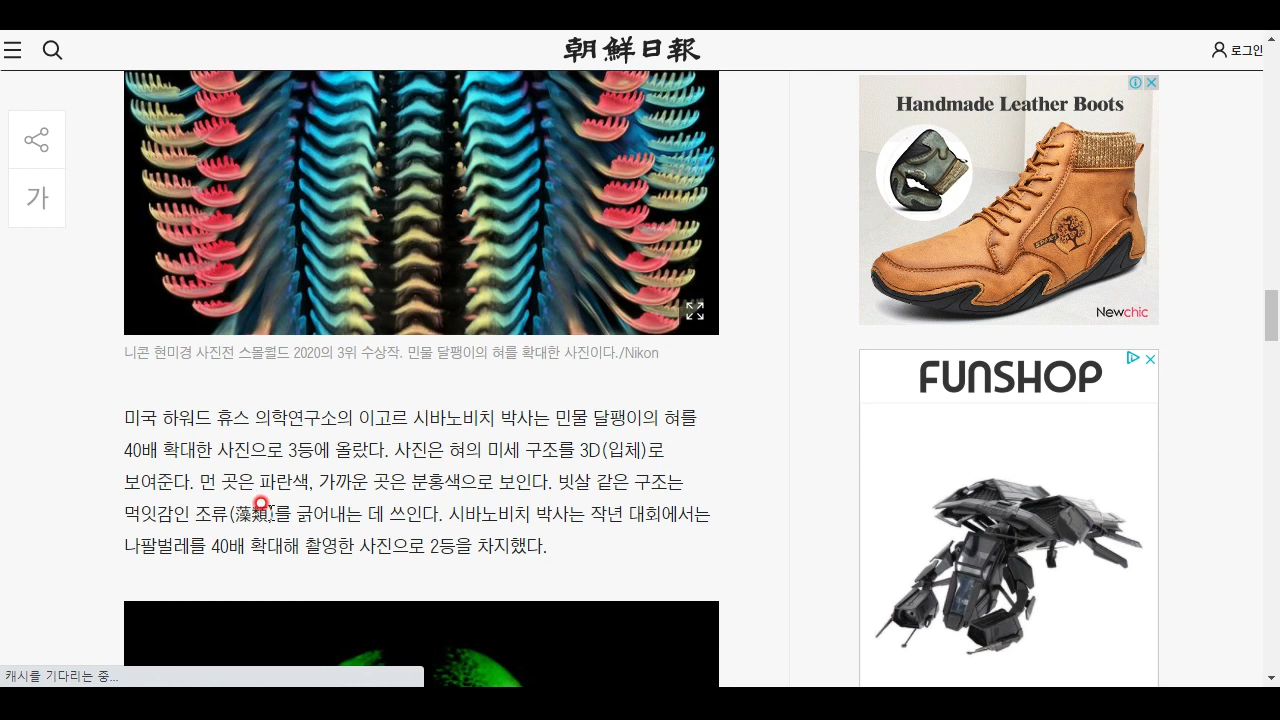 朝鮮日報
로그인
가
Handmade Leather Boots
Newchic
니콘 현미경 사진전 스몰월드 2020의 3위 수상작. 민물 달팽이의 혀를 확대한 사진이다./Nikon
FUNSHOP
미국 하워드 휴스 의학연구소의 이고르 시바노비치 박사는 민물 달팽이의 혀를
40배 확대한 사진으로 3등에 올랐다. 사진은 혀의 미세 구조를 3D(입체)로
보여준다. 먼 곳은 파란색, 가까운 곳은 분홍색으로 보인다. 빗살 같은 구조는
먹잇감인 조류(藻類)를 긁어내는 데 쓰인다. 시바노비치 박사는 작년 대회에서는
나팔벌레를 40배 확대해 촬영한 사진으로 2등을 차지했다.
캐시를 기다리는 중...